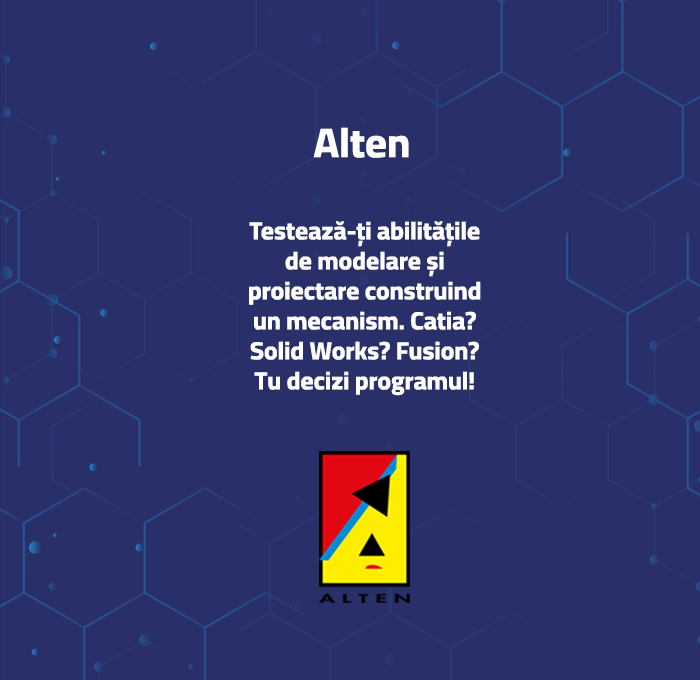 Alten
Testează-ți abilitățile
de modelare și
proiectare construind
un mecanism. Catia?
Solid Works? Fusion?
Tu decizi programul!
ALTEN